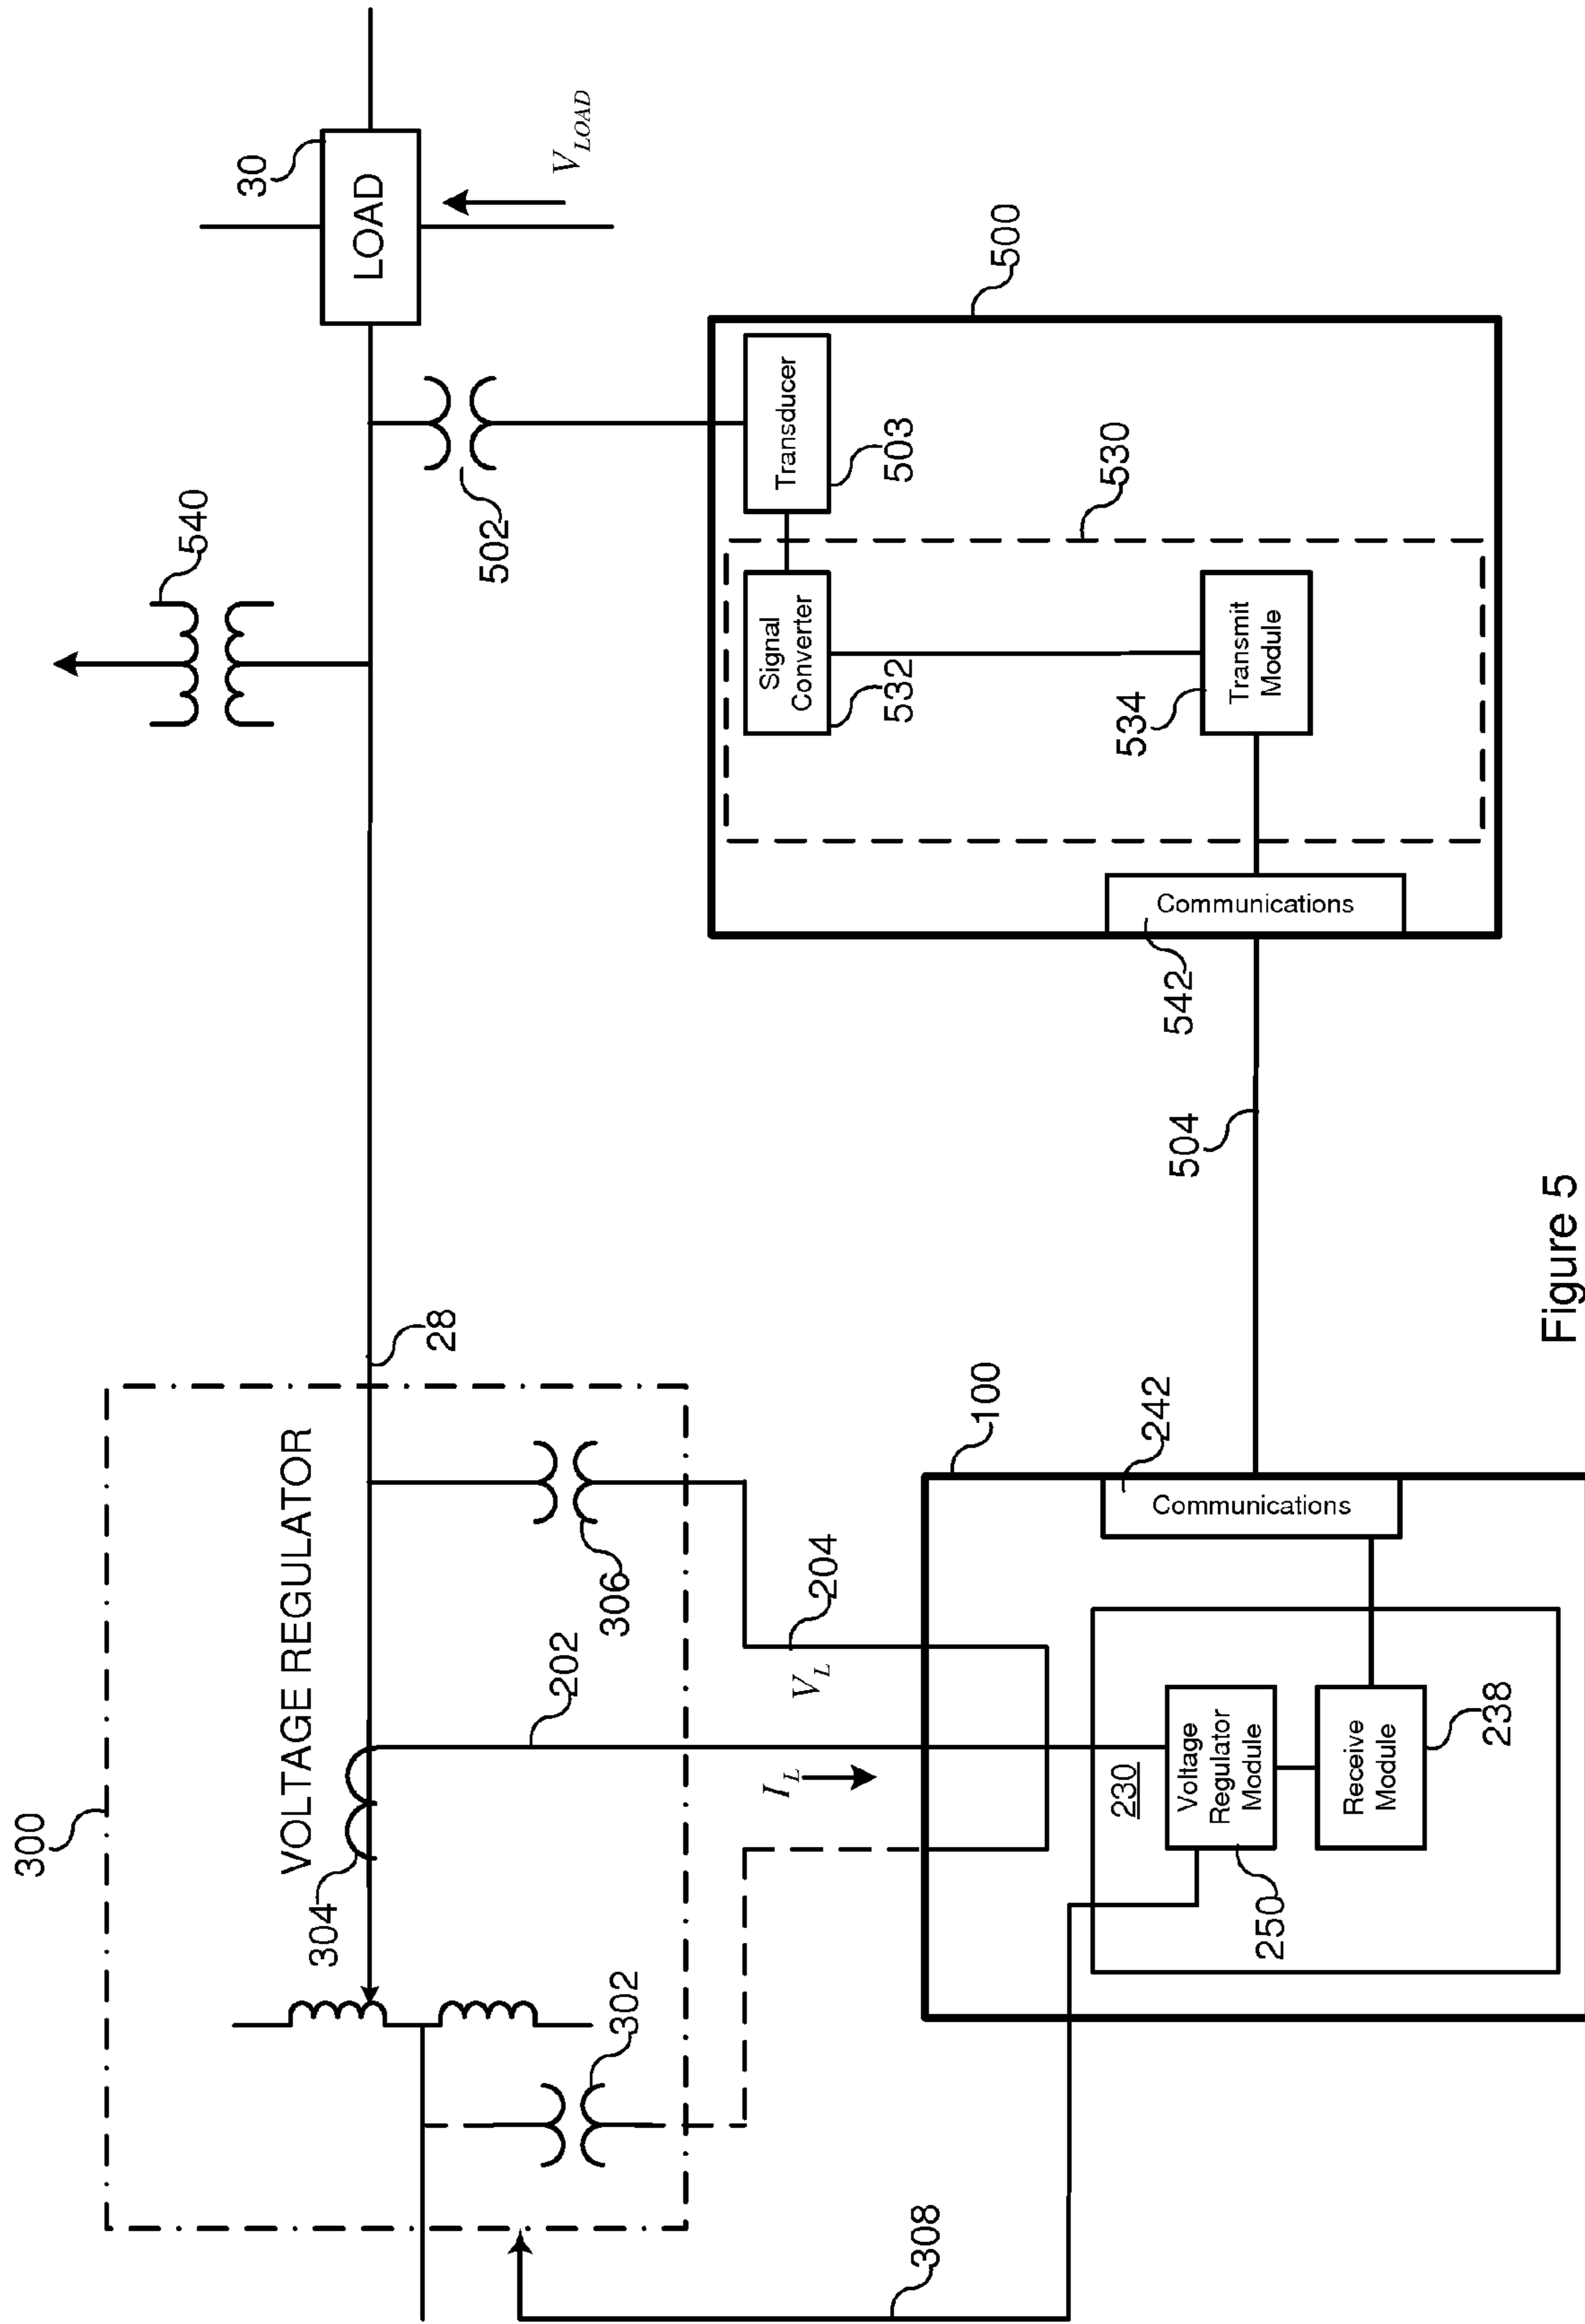 300
VOLTAGE REGULATOR
304
302
306
28
540
30
LOAD
V_LOAD
502
202
204
V_L
I_L
308
100
242
Communications
230
Voltage
Regulator
Module
250
Receive
Module
238
504
500
Transducer
503
530
Signal
Converter
532
Transmit
Module
534
Communications
542
Figure 5